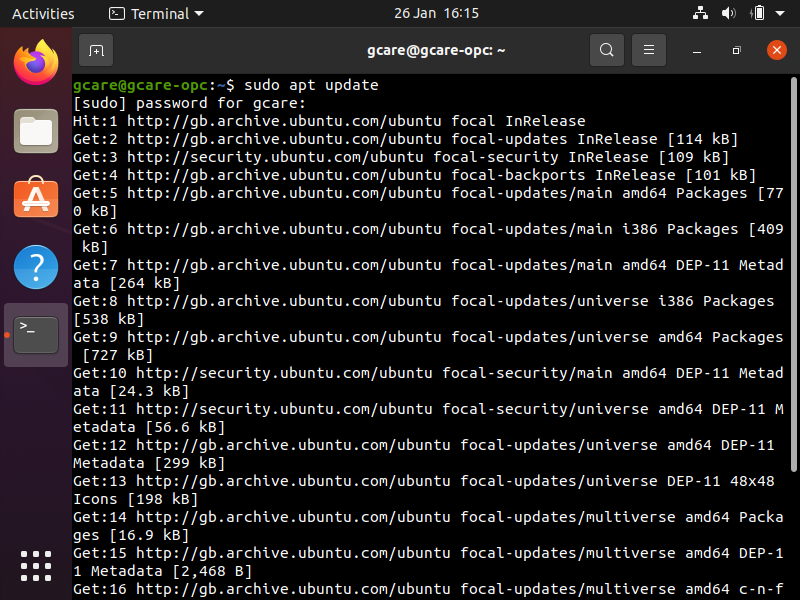 Activities Terminal 26 Jan 16:15
gcare@gcare-opc: ~
gcare@gcare-opc:~$ sudo apt update
[sudo] password for gcare:
Hit:1 http://gb.archive.ubuntu.com/ubuntu focal InRelease
Get:2 http://gb.archive.ubuntu.com/ubuntu focal-updates InRelease [114 kB]
Get:3 http://security.ubuntu.com/ubuntu focal-security InRelease [109 kB]
Get:4 http://gb.archive.ubuntu.com/ubuntu focal-backports InRelease [101 kB]
Get:5 http://gb.archive.ubuntu.com/ubuntu focal-updates/main amd64 Packages [77
0 kB]
Get:6 http://gb.archive.ubuntu.com/ubuntu focal-updates/main i386 Packages [409
 kB]
Get:7 http://gb.archive.ubuntu.com/ubuntu focal-updates/main amd64 DEP-11 Metad
ata [264 kB]
Get:8 http://gb.archive.ubuntu.com/ubuntu focal-updates/universe i386 Packages
[538 kB]
Get:9 http://gb.archive.ubuntu.com/ubuntu focal-updates/universe amd64 Packages
 [727 kB]
Get:10 http://security.ubuntu.com/ubuntu focal-security/main amd64 DEP-11 Metad
ata [24.3 kB]
Get:11 http://security.ubuntu.com/ubuntu focal-security/universe amd64 DEP-11 M
etadata [56.6 kB]
Get:12 http://gb.archive.ubuntu.com/ubuntu focal-updates/universe amd64 DEP-11
Metadata [299 kB]
Get:13 http://gb.archive.ubuntu.com/ubuntu focal-updates/universe DEP-11 48x48
Icons [198 kB]
Get:14 http://gb.archive.ubuntu.com/ubuntu focal-updates/multiverse amd64 Packa
ges [16.9 kB]
Get:15 http://gb.archive.ubuntu.com/ubuntu focal-updates/multiverse amd64 DEP-1
1 Metadata [2,468 B]
Get:16 http://gb.archive.ubuntu.com/ubuntu focal-updates/multiverse amd64 c-n-f